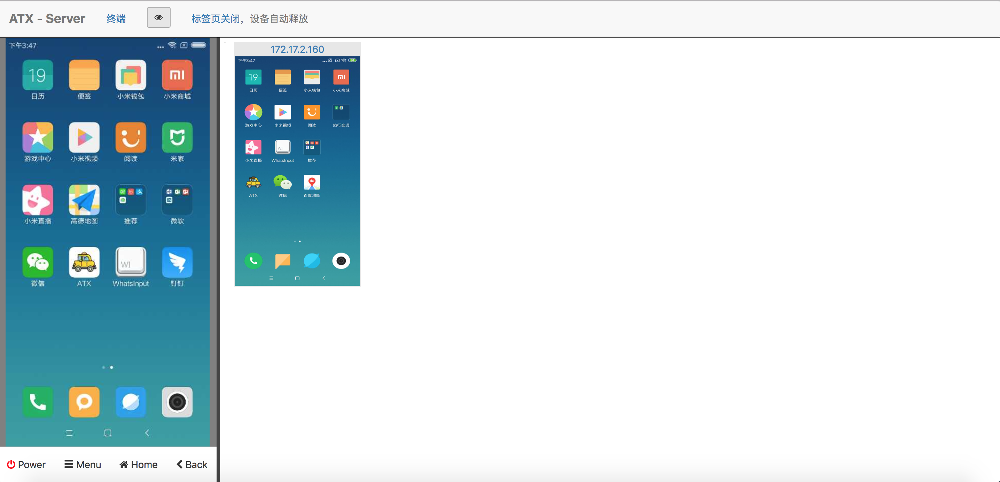 ATX - Server 终端 标签页关闭，设备自动释放
下午3:47
19
日历 便签 小米钱包 小米商城
游戏中心 小米视频 阅读 米家
小米直播 高德地图 推荐 微软
WI
微信 ATX WhatsInput 钉钉
Power Menu Home Back
172.17.2.160
下午3:47 80
19
日历 便签 小米钱包 小米商城
游戏中心 小米视频 阅读 旅行交通
WI
小米直播 WhatsInput 推荐
du
ATX 微信 百度地图